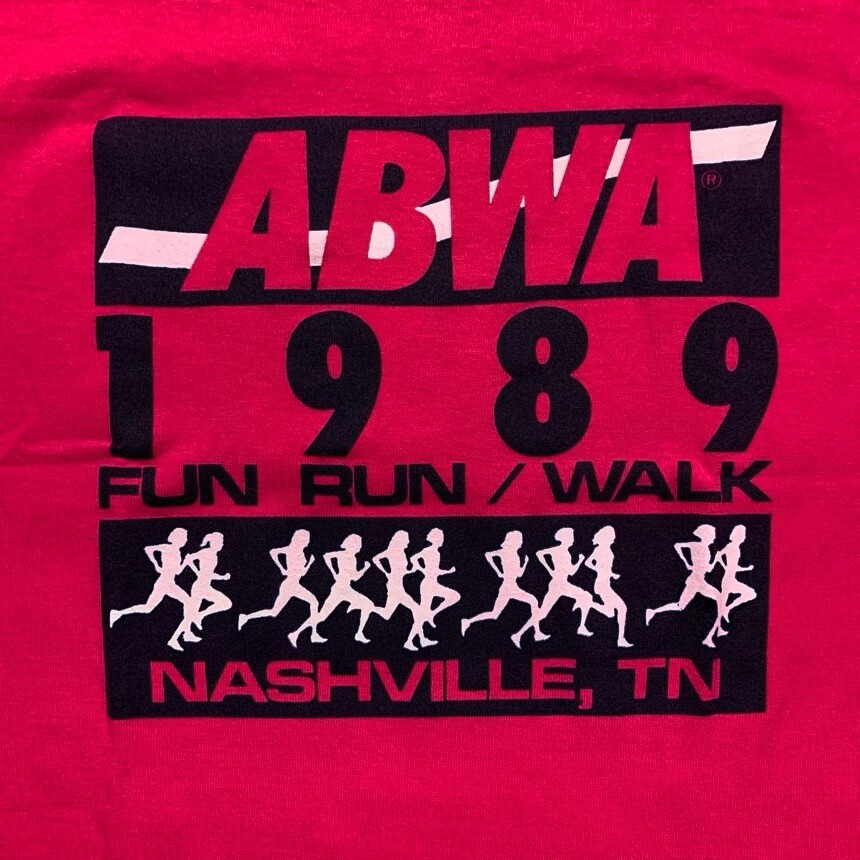 ABWA®
1989
FUN RUN / WALK
NASHVILLE, TN